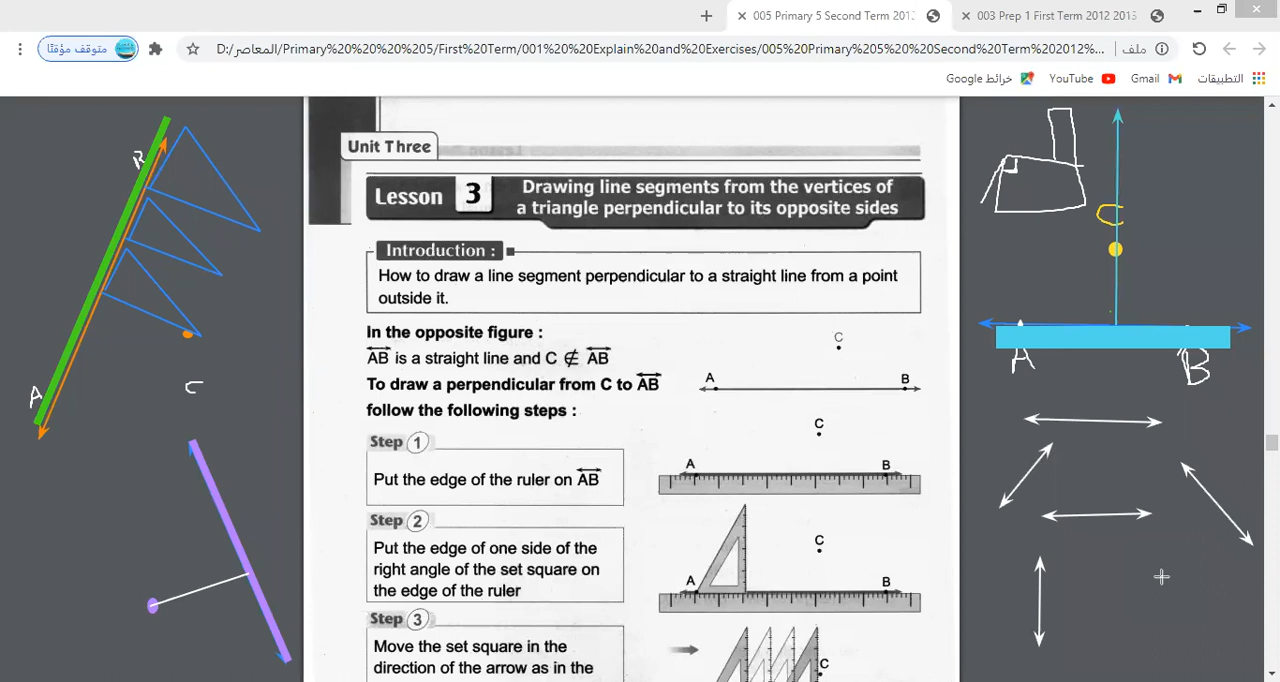 005 Primary 5 Second Term 2012
003 Prep 1 First Term 2012 2013
متوقف مؤقتًا
D:/المعاصر/Primary%20%20%20%205/First%20Term/001%20%20Explain%20and%20Exercises/005%20Primary%205%20%20Second%20Term%202012%...
ملف
خرائط Google
YouTube
Gmail
التطبيقات
Unit Three
Lesson 3
Drawing line segments from the vertices of
a triangle perpendicular to its opposite sides
Introduction :
How to draw a line segment perpendicular to a straight line from a point
outside it.
In the opposite figure :
AB is a straight line and C ∉ AB
To draw a perpendicular from C to AB
follow the following steps :
C
A B
Step 1
Put the edge of the ruler on AB
C
A B
Step 2
Put the edge of one side of the
right angle of the set square on
the edge of the ruler
C
A B
Step 3
Move the set square in the
direction of the arrow as in the
C
A
C
C
A B